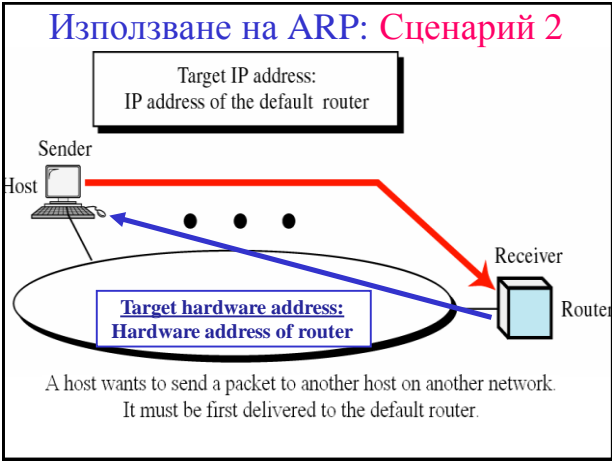 Използване на ARP: Сценарий 2
Target IP address:
IP address of the default router
Sender
Host
Receiver
Router
Target hardware address:
Hardware address of router
A host wants to send a packet to another host on another network.
It must be first delivered to the default router.